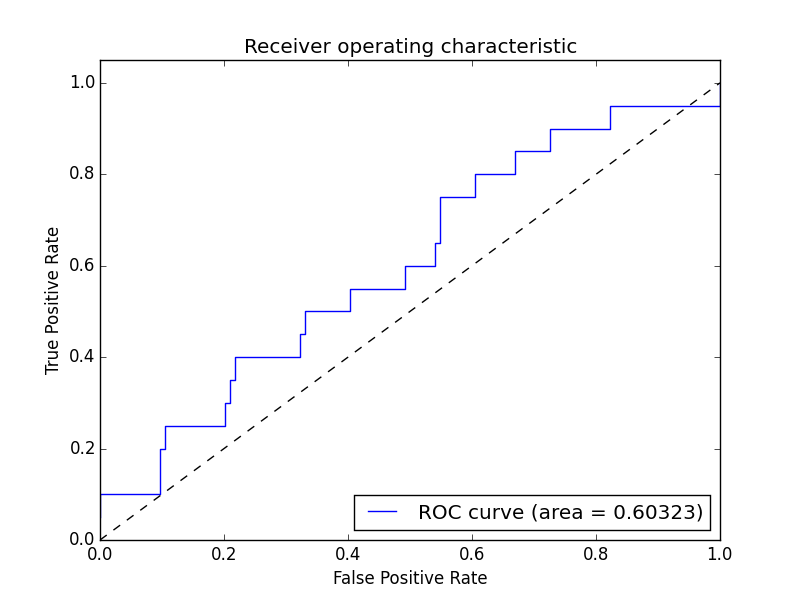 Receiver operating characteristic
1.0
0.8
0.6
0.4
0.2
0.0
True Positive Rate
ROC curve (area = 0.60323)
0.0 0.2 0.4 0.6 0.8 1.0
False Positive Rate